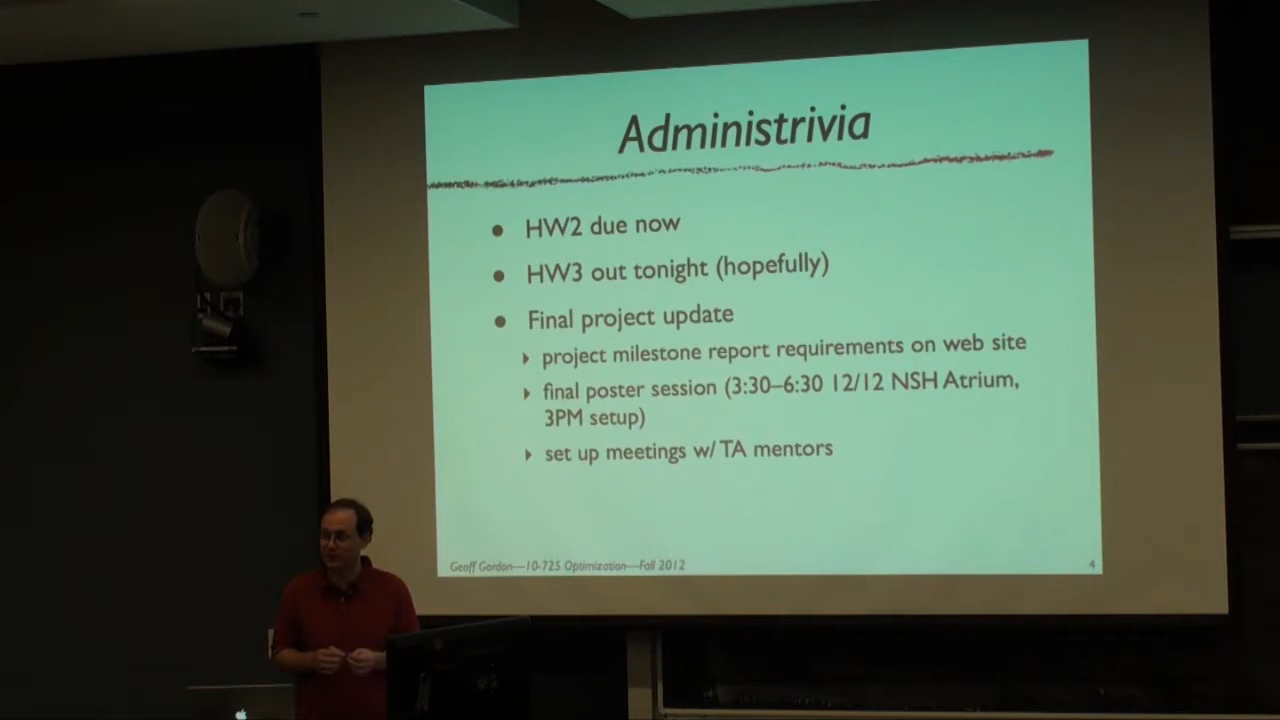 Administrivia
HW2 due now
HW3 out tonight (hopefully)
Final project update
project milestone report requirements on web site
final poster session (3:30–6:30 12/12 NSH Atrium,
3PM setup)
set up meetings w/ TA mentors
Geoff Gordon—10-725 Optimization—Fall 2012
4